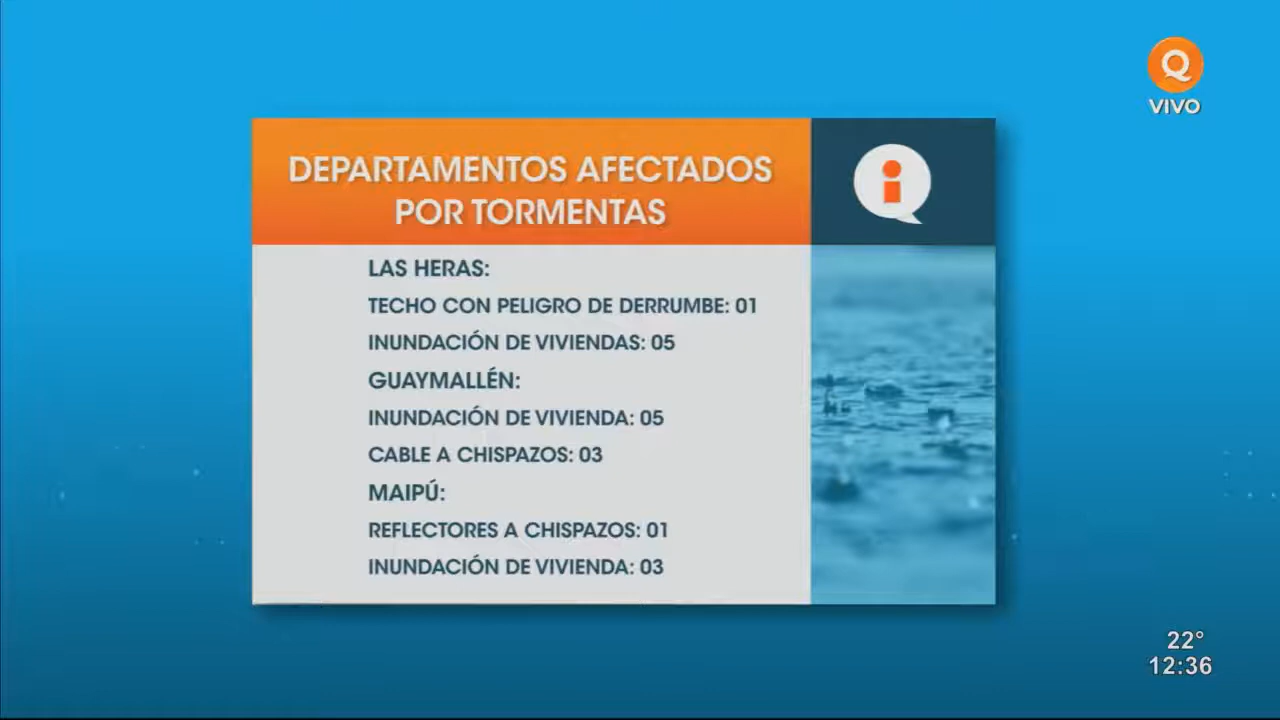 Q
VIVO
DEPARTAMENTOS AFECTADOS
POR TORMENTAS
i
LAS HERAS:
TECHO CON PELIGRO DE DERRUMBE: 01
INUNDACIÓN DE VIVIENDAS: 05
GUAYMALLÉN:
INUNDACIÓN DE VIVIENDA: 05
CABLE A CHISPAZOS: 03
MAIPÚ:
REFLECTORES A CHISPAZOS: 01
INUNDACIÓN DE VIVIENDA: 03
22°
12:36